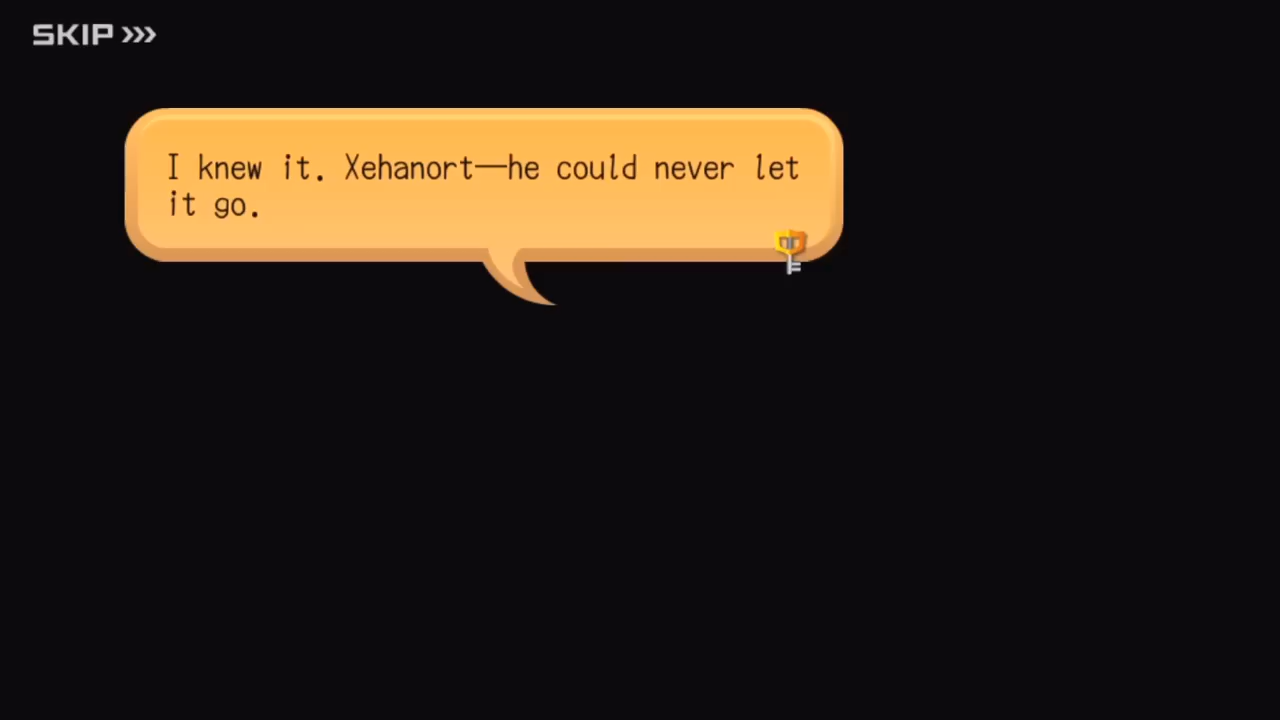 SKIP »›
I knew it. Xehanort—he could never let
it go.